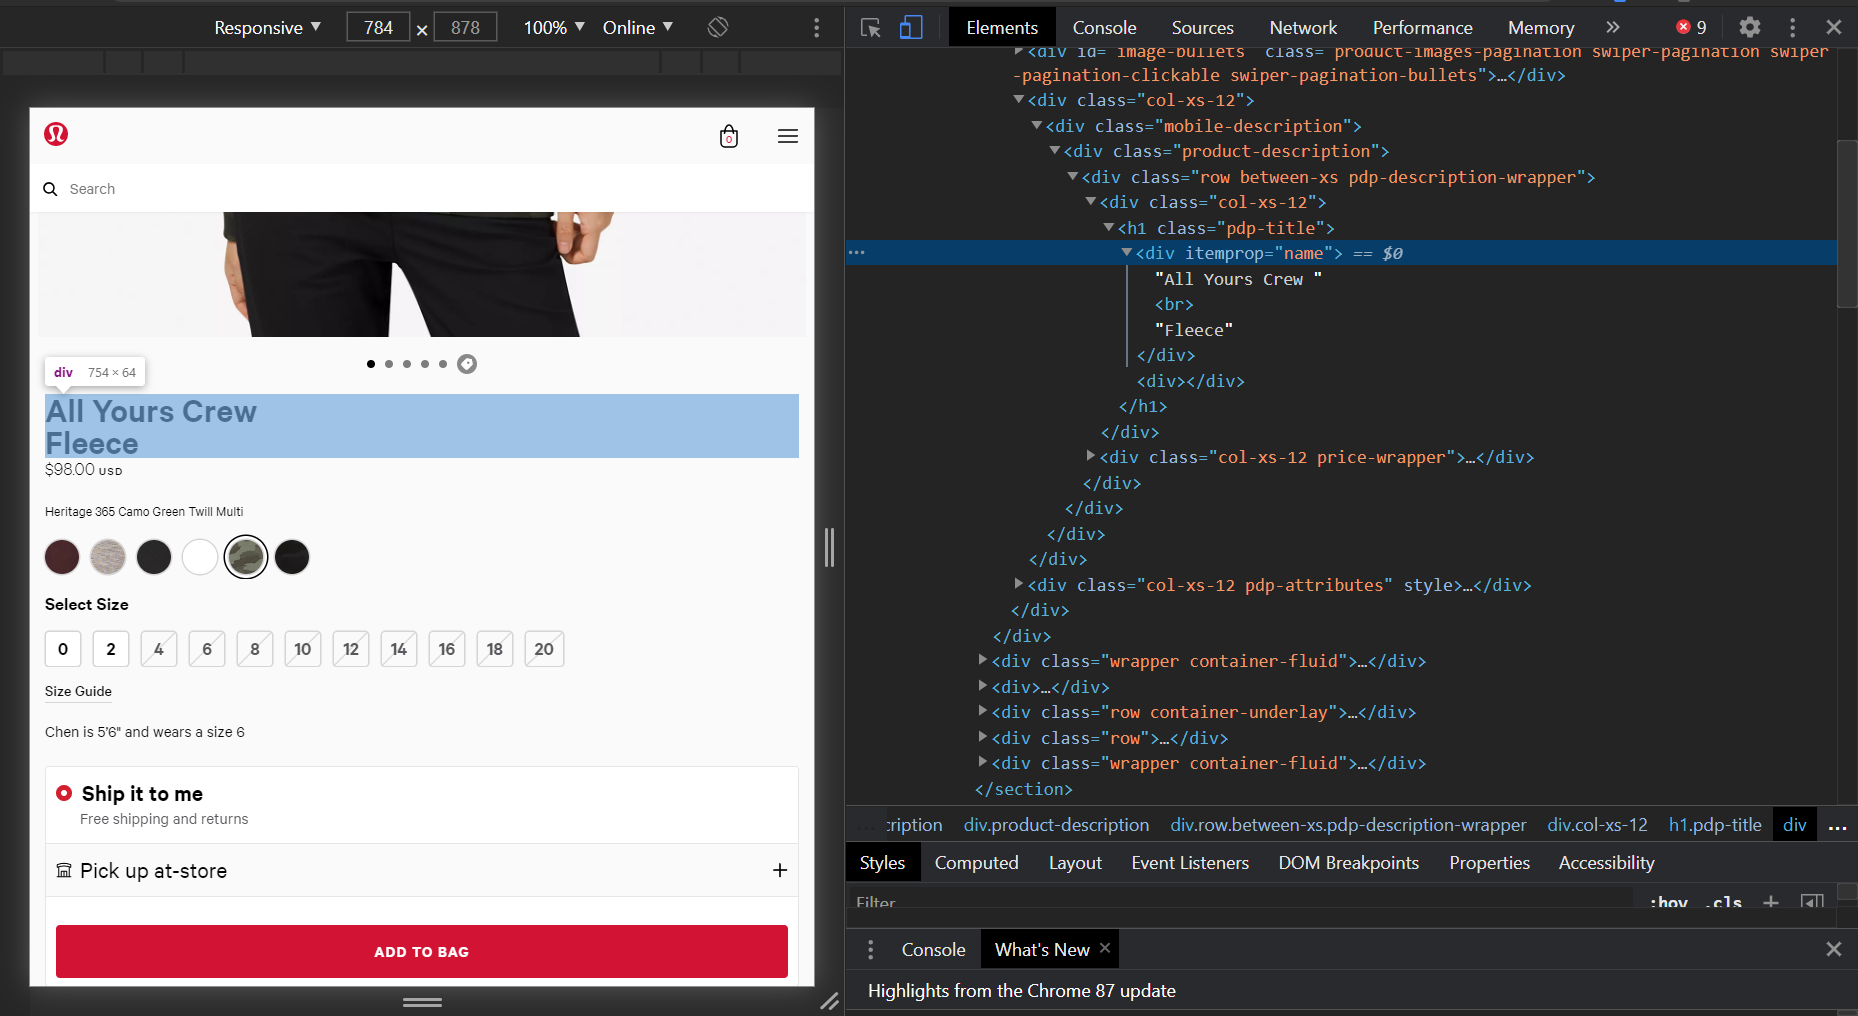 Responsive ▼ 784 × 878 100% ▼ Online ▼
0
Search
div 754 × 64
All Yours Crew
Fleece
$98.00 USD
Heritage 365 Camo Green Twill Multi
Select Size
0 2 4 6 8 10 12 14 16 18 20
Size Guide
Chen is 5'6" and wears a size 6
Ship it to me
Free shipping and returns
Pick up at-store
ADD TO BAG
Elements Console Sources Network Performance Memory » 9
<div id="image-bullets" class="product-images-pagination swiper-pagination swiper
-pagination-clickable swiper-pagination-bullets">…</div>
<div class="col-xs-12">
<div class="mobile-description">
<div class="product-description">
<div class="row between-xs pdp-description-wrapper">
<div class="col-xs-12">
<h1 class="pdp-title">
<div itemprop="name"> == $0
"All Yours Crew "
<br>
"Fleece"
</div>
<div></div>
</h1>
</div>
<div class="col-xs-12 price-wrapper">…</div>
</div>
</div>
</div>
</div>
<div class="col-xs-12 pdp-attributes" style>…</div>
</div>
</div>
<div class="wrapper container-fluid">…</div>
<div>…</div>
<div class="row container-underlay">…</div>
<div class="row">…</div>
<div class="wrapper container-fluid">…</div>
</section>
... cription div.product-description div.row.between-xs.pdp-description-wrapper div.col-xs-12 h1.pdp-title div ...
Styles Computed Layout Event Listeners DOM Breakpoints Properties Accessibility
Filter :hov .cls +
Console What's New ×
Highlights from the Chrome 87 update